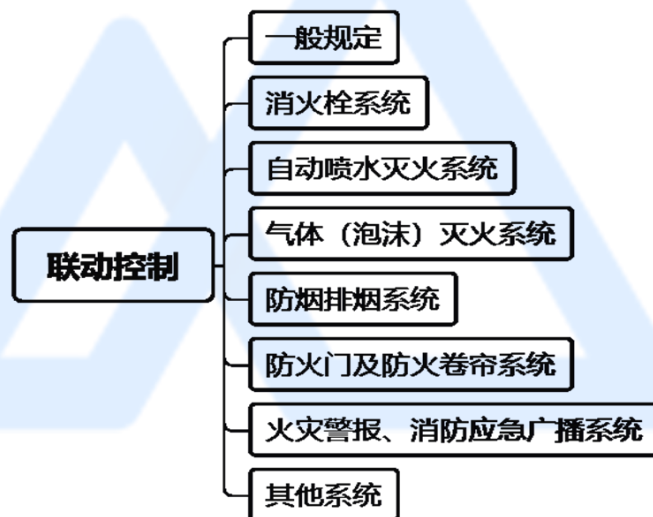 一般规定
消火栓系统
自动喷水灭火系统
气体（泡沫）灭火系统
联动控制
防烟排烟系统
防火门及防火卷帘系统
火灾警报、消防应急广播系统
其他系统